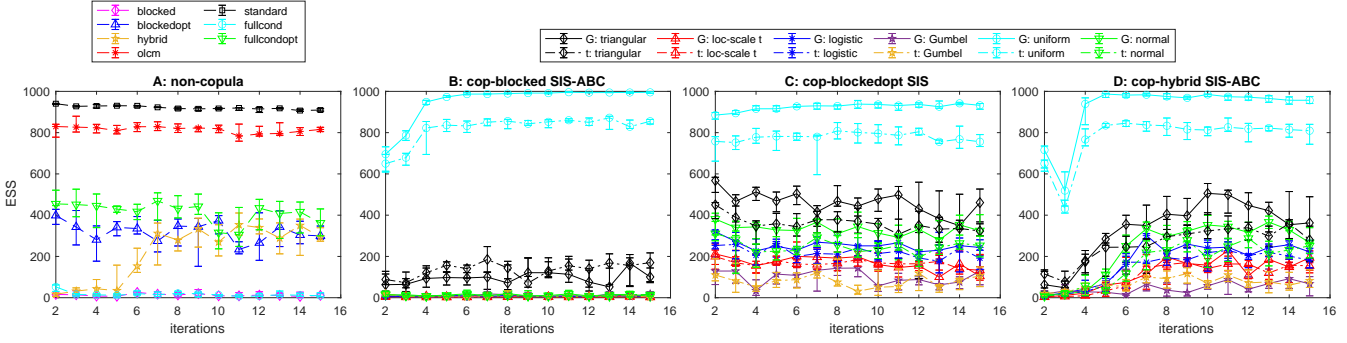 blocked standard
blockedopt fullcond
hybrid fullcondopt
olcm
G: triangular G: loc-scale t G: logistic G: Gumbel G: uniform G: normal
t: triangular t: loc-scale t t: logistic t: Gumbel t: uniform t: normal
A: non-copula
B: cop-blocked SIS-ABC
C: cop-blockedopt SIS
D: cop-hybrid SIS-ABC
1000 1000 1000 1000
800 800 800 800
600 600 600 600
400 400 400 400
200 200 200 200
0 0 0 0
ESS
2 4 6 8 10 12 14 16
2 4 6 8 10 12 14 16
2 4 6 8 10 12 14 16
2 4 6 8 10 12 14 16
iterations iterations iterations iterations